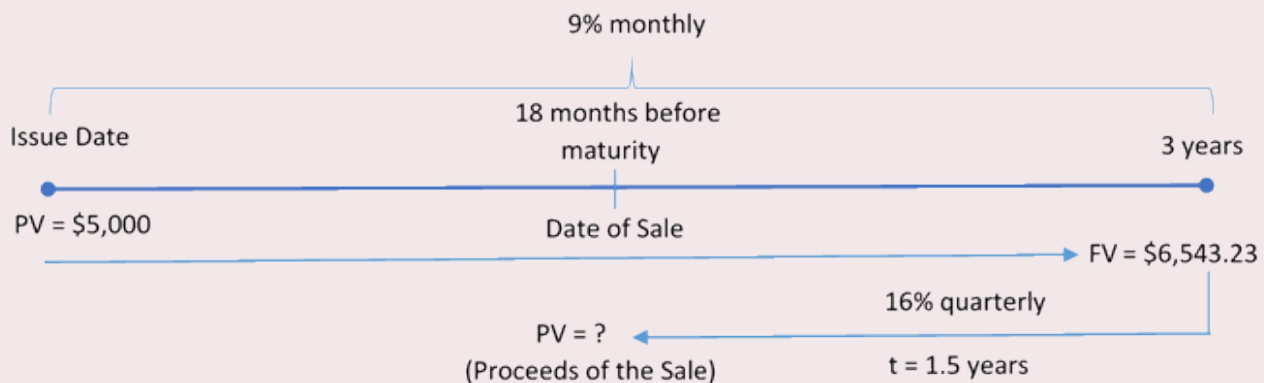 9% monthly
18 months before
Issue Date
maturity
3 years
PV = $5,000
Date of Sale
FV = $6,543.23
16% quarterly
PV = ?
(Proceeds of the Sale)
t = 1.5 years